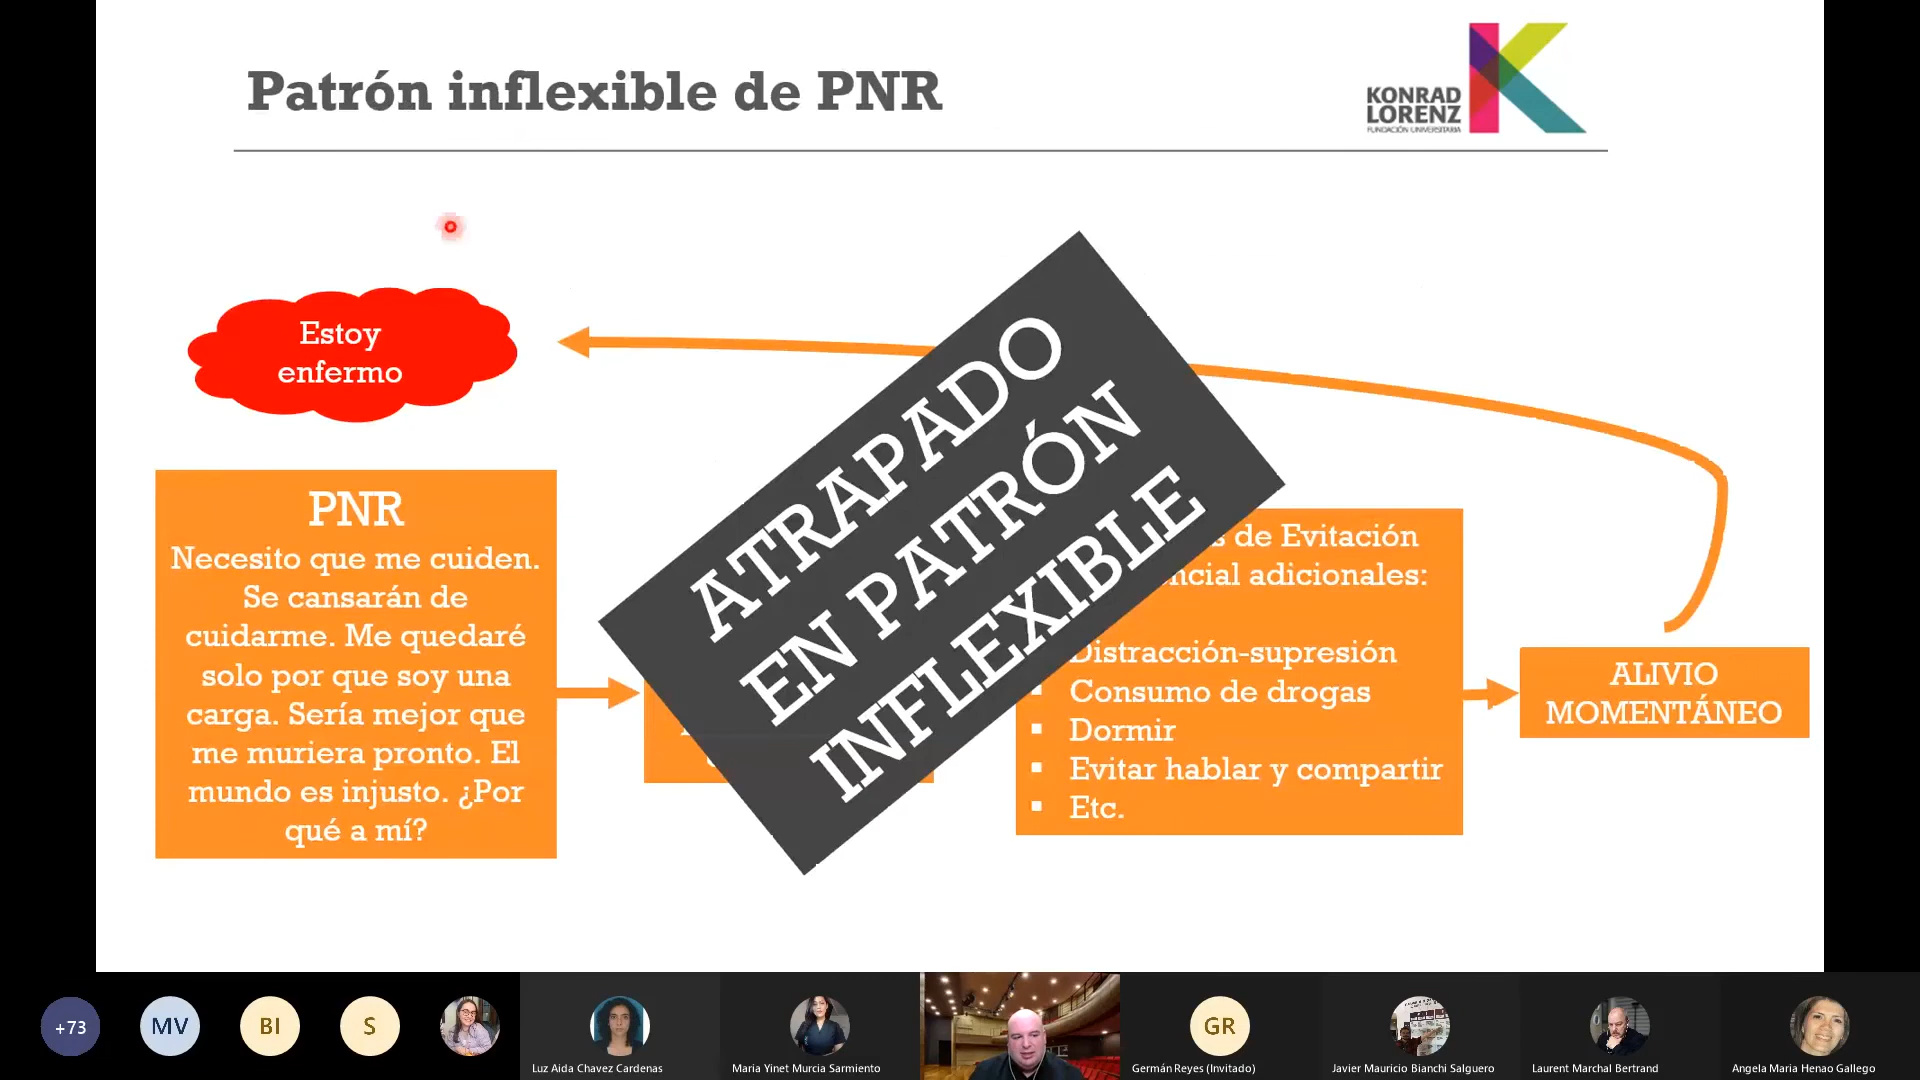 Patrón inflexible de PNR
KONRAD
LORENZ
FUNDACIÓN UNIVERSITARIA
Estoy
enfermo
PNR
Necesito que me cuiden.
Se cansarán de
cuidarme. Me quedaré
solo por que soy una
carga. Sería mejor que
me muriera pronto. El
mundo es injusto. ¿Por
qué a mí?
ATRAPADO
EN PATRÓN
INFLEXIBLE
de Evitación
adicionales:
Distracción-supresión
Consumo de drogas
Dormir
Evitar hablar y compartir
Etc.
ALIVIO
MOMENTÁNEO
+73
MV
BI
S
Luz Aida Chavez Cardenas
Maria Yinet Murcia Sarmiento
GR
Germán Reyes (Invitado)
Javier Mauricio Bianchi Salguero
Laurent Marchal Bertrand
Angela Maria Henao Gallego